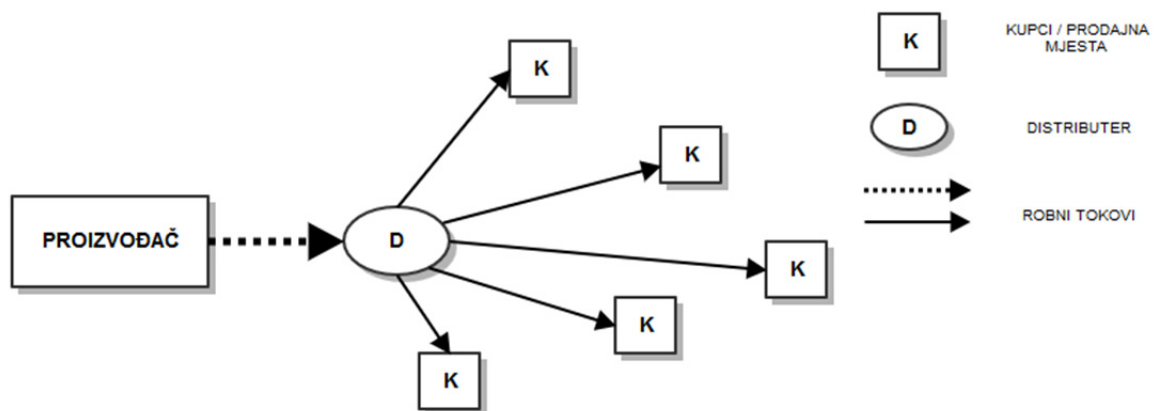 K
K
PROIZVOĐAČ
D
K
K
K
K
KUPCI / PRODAJNA
MJESTA
D
DISTRIBUTER
ROBNI TOKOVI